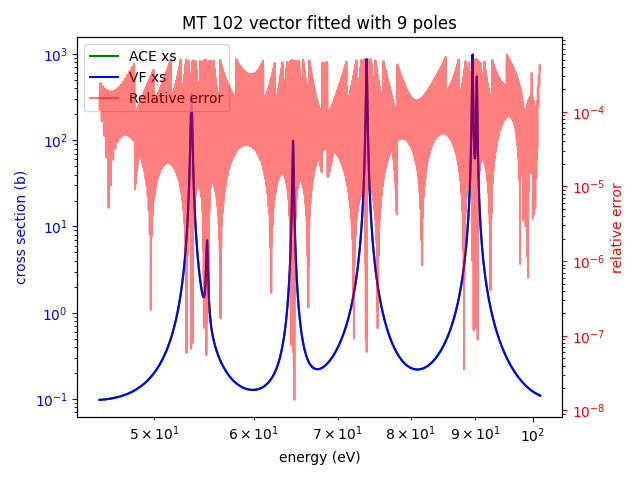 MT 102 vector fitted with 9 poles
ACE xs
VF xs
Relative error
cross section (b)
10³
10²
10¹
10⁰
10⁻¹
relative error
10⁻⁴
10⁻⁵
10⁻⁶
10⁻⁷
10⁻⁸
5 × 10¹ 6 × 10¹ 7 × 10¹ 8 × 10¹ 9 × 10¹ 10²
energy (eV)